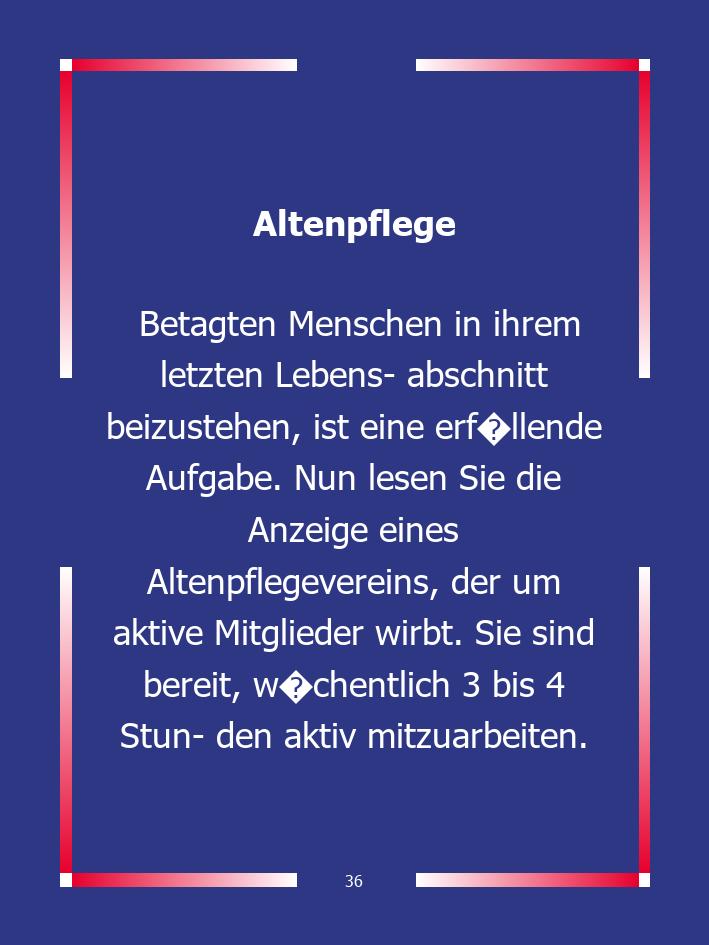 Altenpflege
Betagten Menschen in ihrem
letzten Lebens- abschnitt
beizustehen, ist eine erf�llende
Aufgabe. Nun lesen Sie die
Anzeige eines
Altenpflegevereins, der um
aktive Mitglieder wirbt. Sie sind
bereit, w�chentlich 3 bis 4
Stun- den aktiv mitzuarbeiten.
36